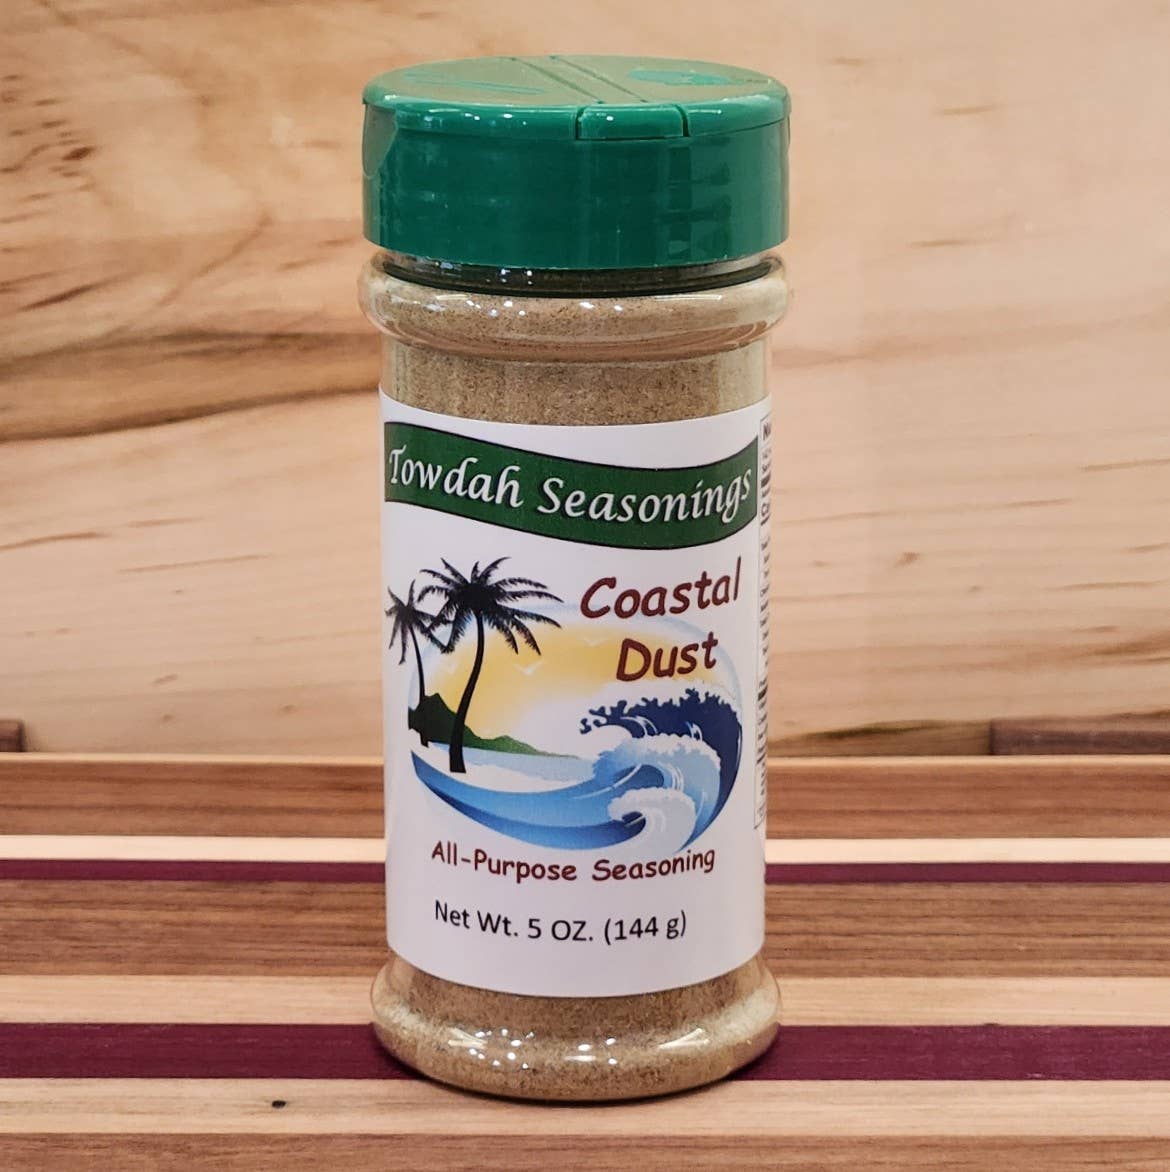 Towdah Seasonings
Coastal
Dust
All-Purpose Seasoning
Net Wt. 5 OZ. (144 g)